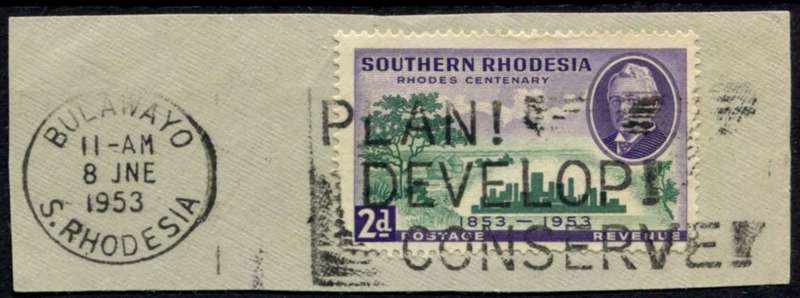 BULAWAYO
11-AM
8 JNE
1953
S. RHODESIA
SOUTHERN RHODESIA
RHODES CENTENARY
PLAN!
DEVELOP!
1853 – 1953
2d
POSTAGE REVENUE
CONSERVE!